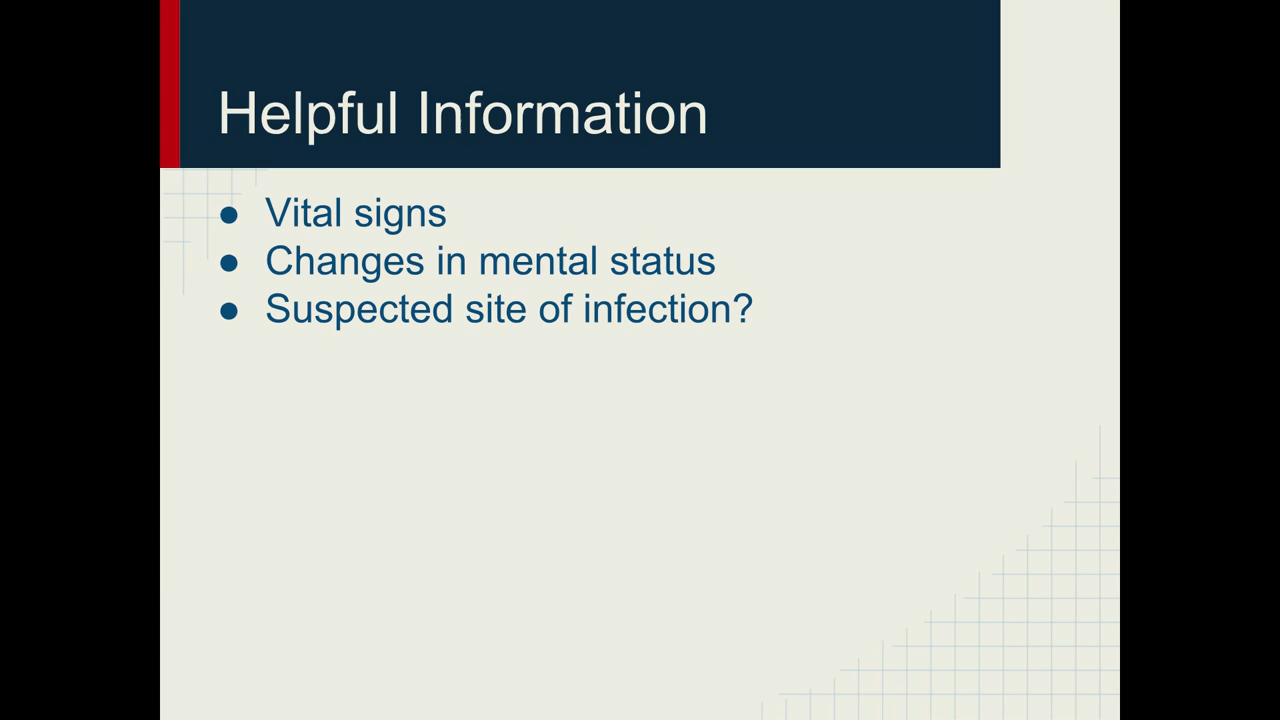 Helpful Information
● Vital signs
● Changes in mental status
● Suspected site of infection?